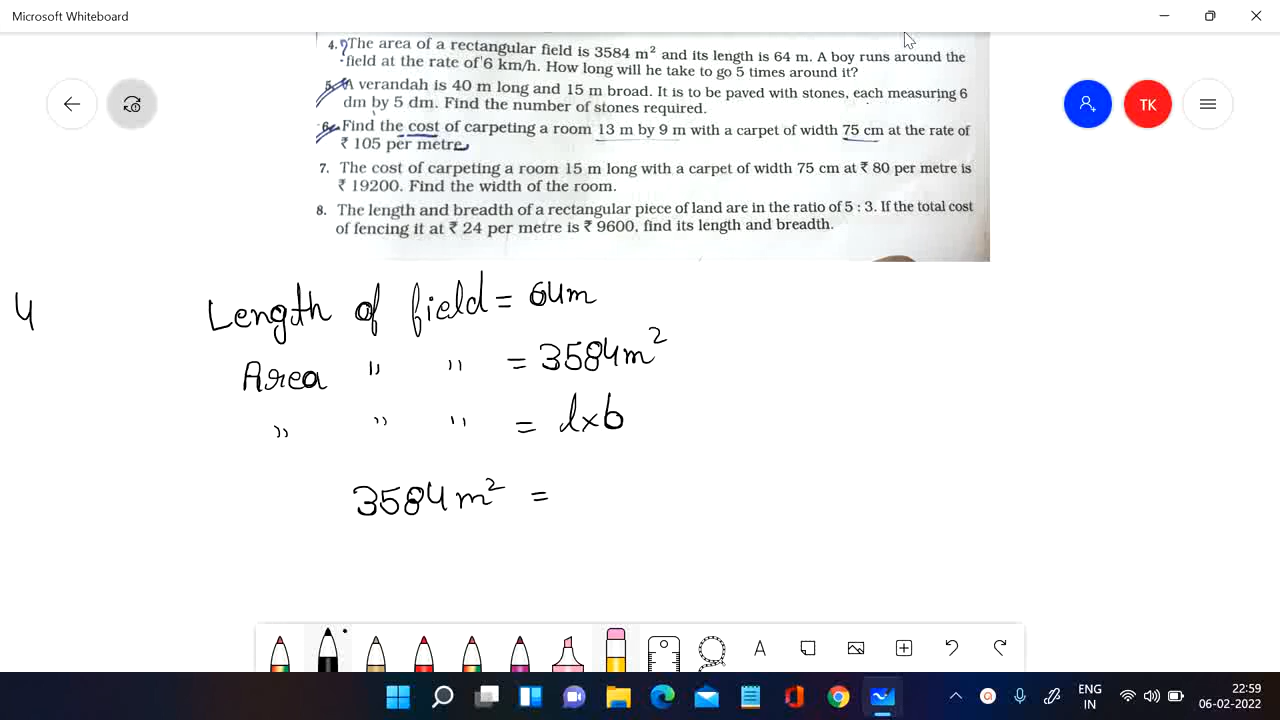 Microsoft Whiteboard
4. The area of a rectangular field is 3584 m² and its length is 64 m. A boy runs around the
field at the rate of 6 km/h. How long will he take to go 5 times around it?
5. A verandah is 40 m long and 15 m broad. It is to be paved with stones, each measuring 6
dm by 5 dm. Find the number of stones required.
6. Find the cost of carpeting a room 13 m by 9 m with a carpet of width 75 cm at the rate of
₹ 105 per metre.
7. The cost of carpeting a room 15 m long with a carpet of width 75 cm at ₹ 80 per metre is
₹ 19200. Find the width of the room.
8. The length and breadth of a rectangular piece of land are in the ratio of 5 : 3. If the total cost
of fencing it at ₹ 24 per metre is ₹ 9600, find its length and breadth.
TK
4 Length of field = 64m
Area " " = 3584m²
" " " = l×b
3584m² =
A
ENG
IN
22:59
06-02-2022